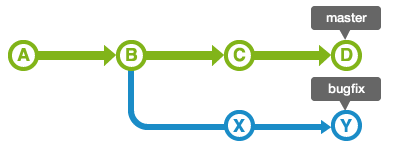 master
A B C D
bugfix
X Y